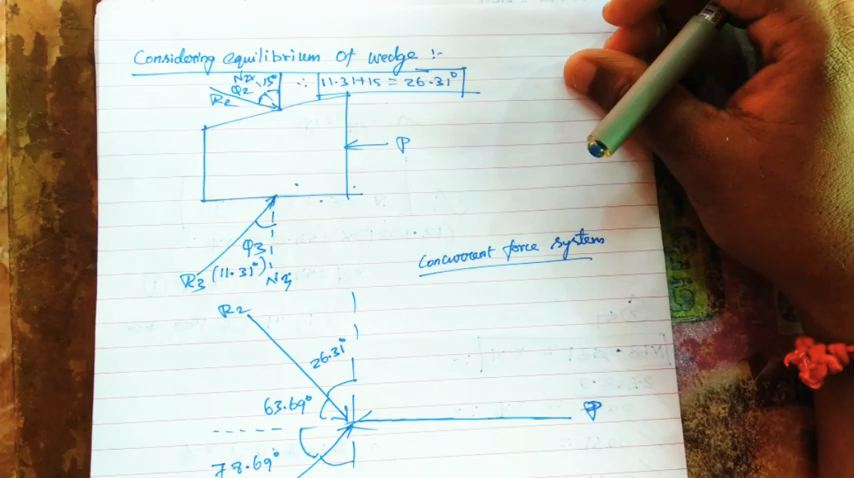 Considering equilibrium of wedge :-
N2 15° ∴ 11.31+15 = 26.31°
φ2
R2
P
φ3
R3 (11.31°) N3
Concurrent force system
R2
26.31°
63.69° P
78.69°